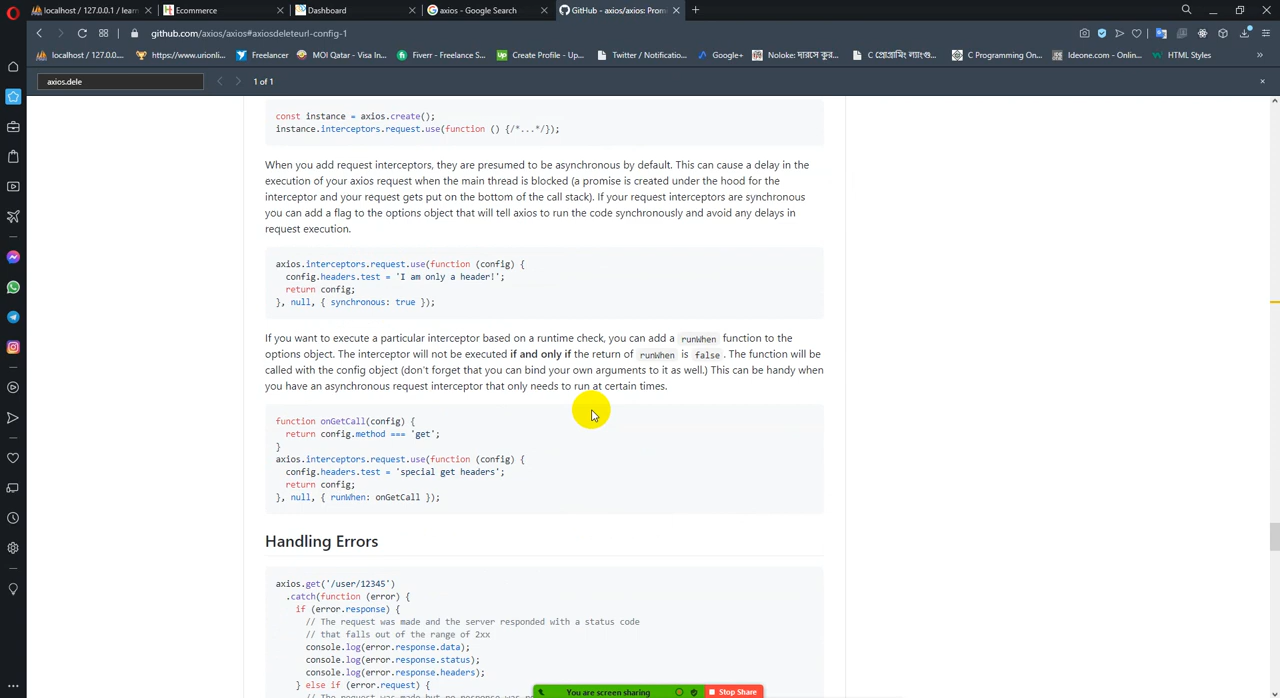 localhost / 127.0.0.1 / learn
Ecommerce
Dashboard
axios - Google Search
GitHub - axios/axios: Prom
github.com/axios/axios#axiosdeleteurl-config-1
localhost / 127.0.0....
https://www.urionli...
Freelancer
MOI Qatar - Visa In...
Fiverr - Freelance S...
Create Profile - Up...
Twitter / Notificatio...
Google+
Noloke: দারসে কুর...
C প্রোগ্রামিং ল্যাংগু...
C Programming On...
Ideone.com - Onlin...
HTML Styles
axios.dele
1 of 1
const instance = axios.create();
instance.interceptors.request.use(function () {/*...*/});
When you add request interceptors, they are presumed to be asynchronous by default. This can cause a delay in the
execution of your axios request when the main thread is blocked (a promise is created under the hood for the
interceptor and your request gets put on the bottom of the call stack). If your request interceptors are synchronous
you can add a flag to the options object that will tell axios to run the code synchronously and avoid any delays in
request execution.
axios.interceptors.request.use(function (config) {
config.headers.test = 'I am only a header!';
return config;
}, null, { synchronous: true });
If you want to execute a particular interceptor based on a runtime check, you can add a runWhen function to the
options object. The interceptor will not be executed if and only if the return of runWhen is false. The function will be
called with the config object (don't forget that you can bind your own arguments to it as well.) This can be handy when
you have an asynchronous request interceptor that only needs to run at certain times.
function onGetCall(config) {
return config.method === 'get';
}
axios.interceptors.request.use(function (config) {
config.headers.test = 'special get headers';
return config;
}, null, { runWhen: onGetCall });
Handling Errors
axios.get('/user/12345')
.catch(function (error) {
if (error.response) {
// The request was made and the server responded with a status code
// that falls out of the range of 2xx
console.log(error.response.data);
console.log(error.response.status);
console.log(error.response.headers);
} else if (error.request) {
// The request was made but no response was re
You are screen sharing
Stop Share